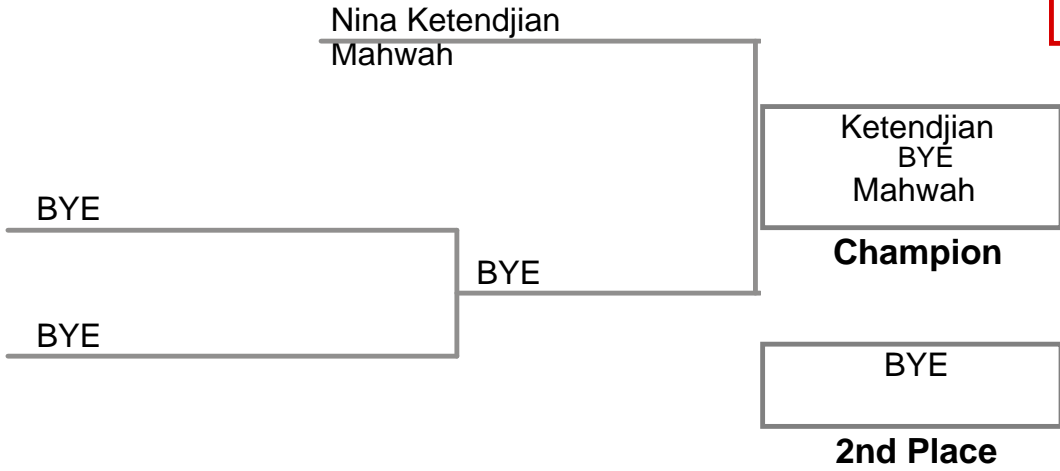 Nina Ketendjian
Mahwah
Ketendjian
BYE
Mahwah
Champion
BYE
BYE
BYE
BYE
2nd Place